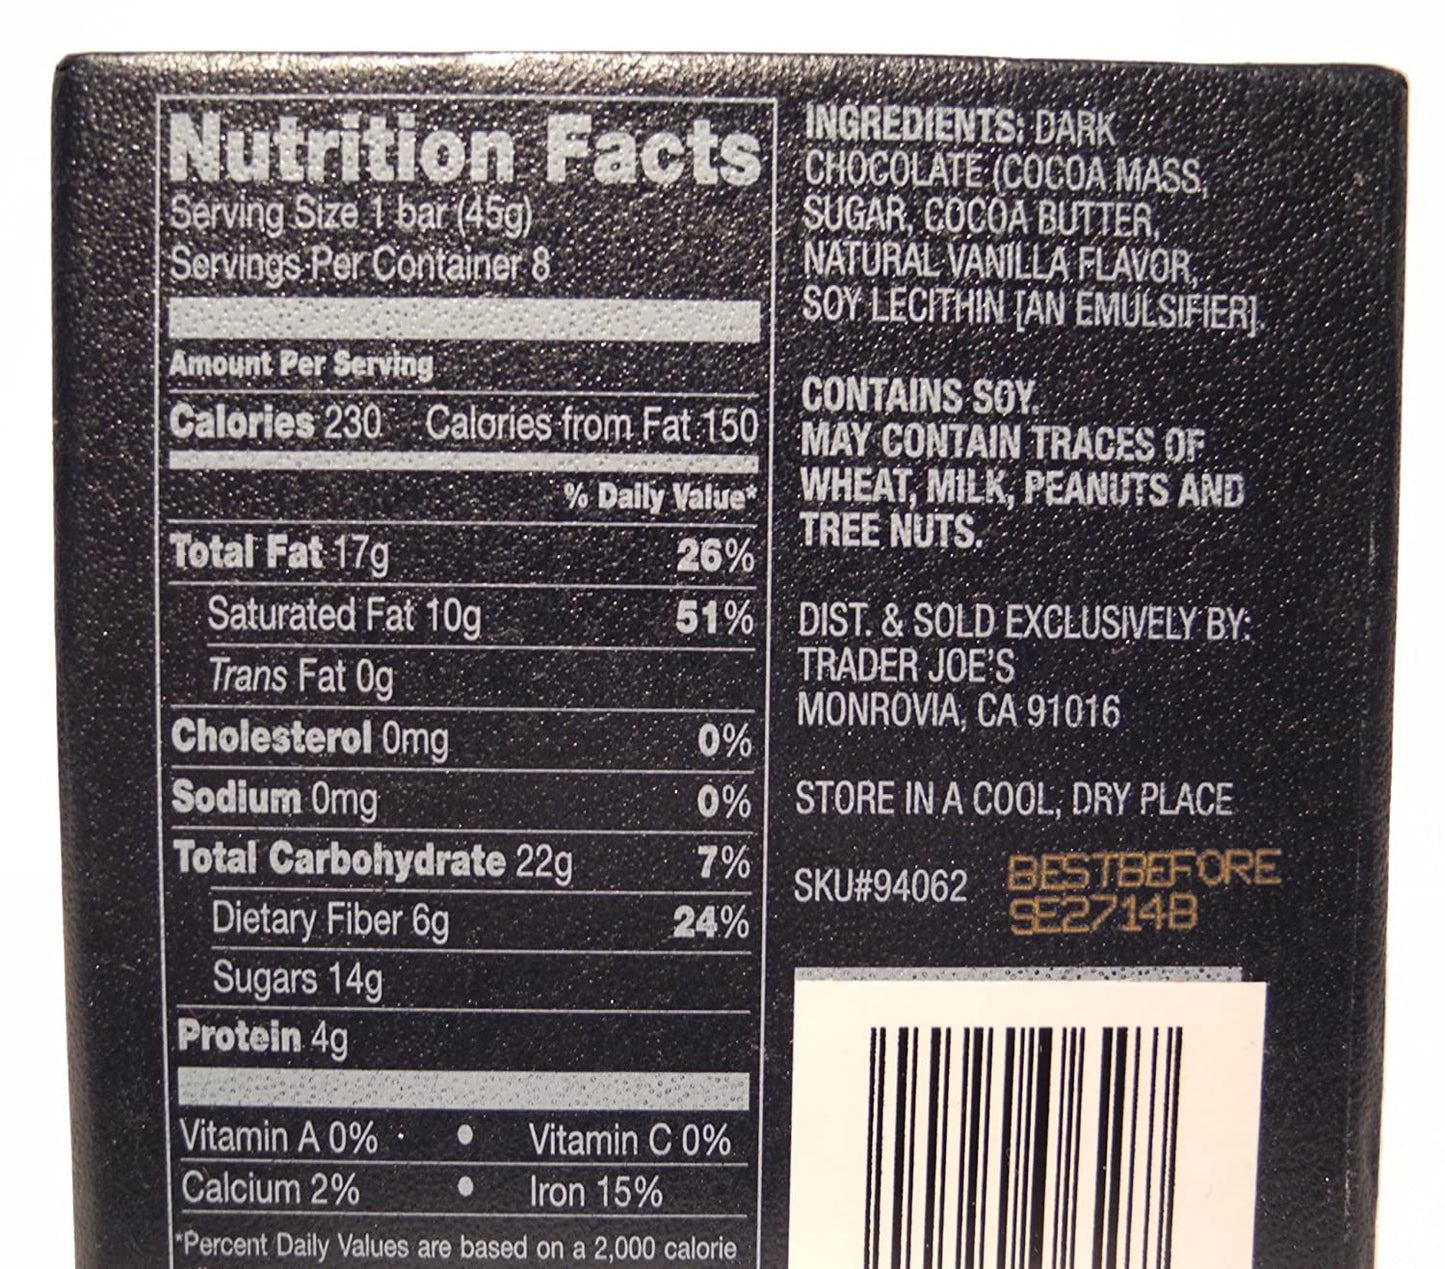 Nutrition Facts
Serving Size 1 bar (45g)
Servings Per Container 8
Amount Per Serving
Calories 230 Calories from Fat 150
% Daily Value*
Total Fat 17g 26%
Saturated Fat 10g 51%
Trans Fat 0g
Cholesterol 0mg 0%
Sodium 0mg 0%
Total Carbohydrate 22g 7%
Dietary Fiber 6g 24%
Sugars 14g
Protein 4g
Vitamin A 0% • Vitamin C 0%
Calcium 2% • Iron 15%
*Percent Daily Values are based on a 2,000 calorie
INGREDIENTS: DARK
CHOCOLATE (COCOA MASS,
SUGAR, COCOA BUTTER,
NATURAL VANILLA FLAVOR,
SOY LECITHIN [AN EMULSIFIER].
CONTAINS SOY.
MAY CONTAIN TRACES OF
WHEAT, MILK, PEANUTS AND
TREE NUTS.
DIST. & SOLD EXCLUSIVELY BY:
TRADER JOE'S
MONROVIA, CA 91016
STORE IN A COOL, DRY PLACE
SKU#94062
BESTBEFORE
SE2714B